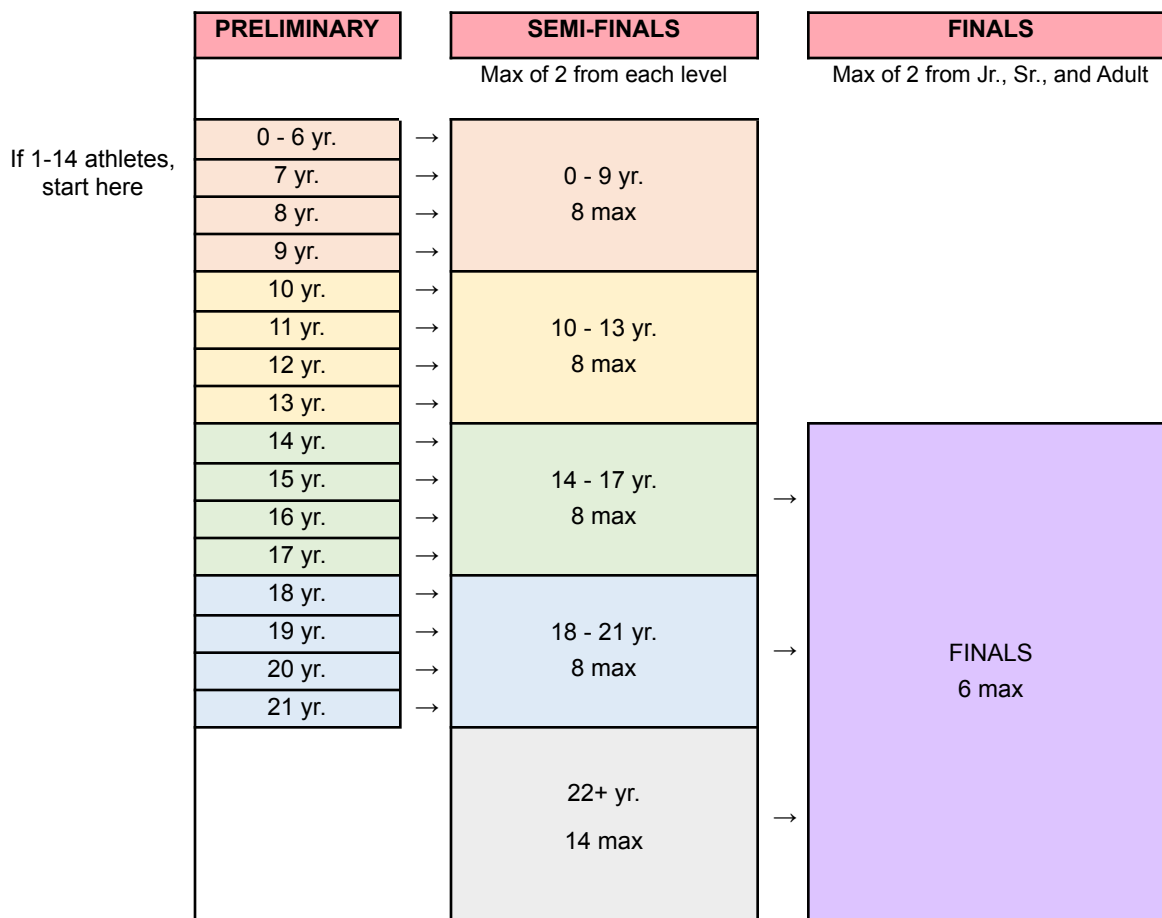 PRELIMINARY
SEMI-FINALS
FINALS
Max of 2 from each level
Max of 2 from Jr., Sr., and Adult
If 1-14 athletes,
start here
0 - 6 yr.
→
7 yr.
→
8 yr.
→
9 yr.
→
0 - 9 yr.
8 max
10 yr.
→
11 yr.
→
12 yr.
→
13 yr.
→
10 - 13 yr.
8 max
14 yr.
→
15 yr.
→
16 yr.
→
17 yr.
→
14 - 17 yr.
8 max
→
18 yr.
→
19 yr.
→
20 yr.
→
21 yr.
→
18 - 21 yr.
8 max
→
22+ yr.
14 max
→
FINALS
6 max